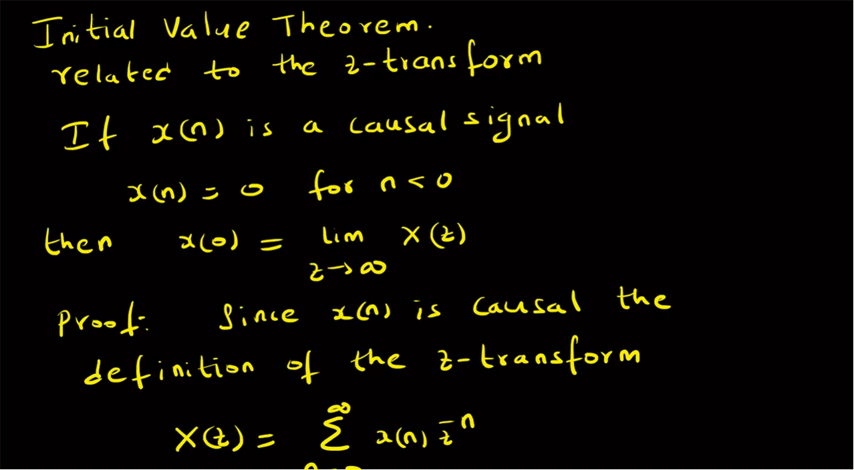 Initial Value Theorem.
related to the z-transform
If x(n) is a causal signal
x(n) = 0 for n < 0
then x(0) = lim X(z)
z→∞
Proof: Since x(n) is causal the
definition of the z-transform
∞
X(z) = Σ x(n) z⁻ⁿ